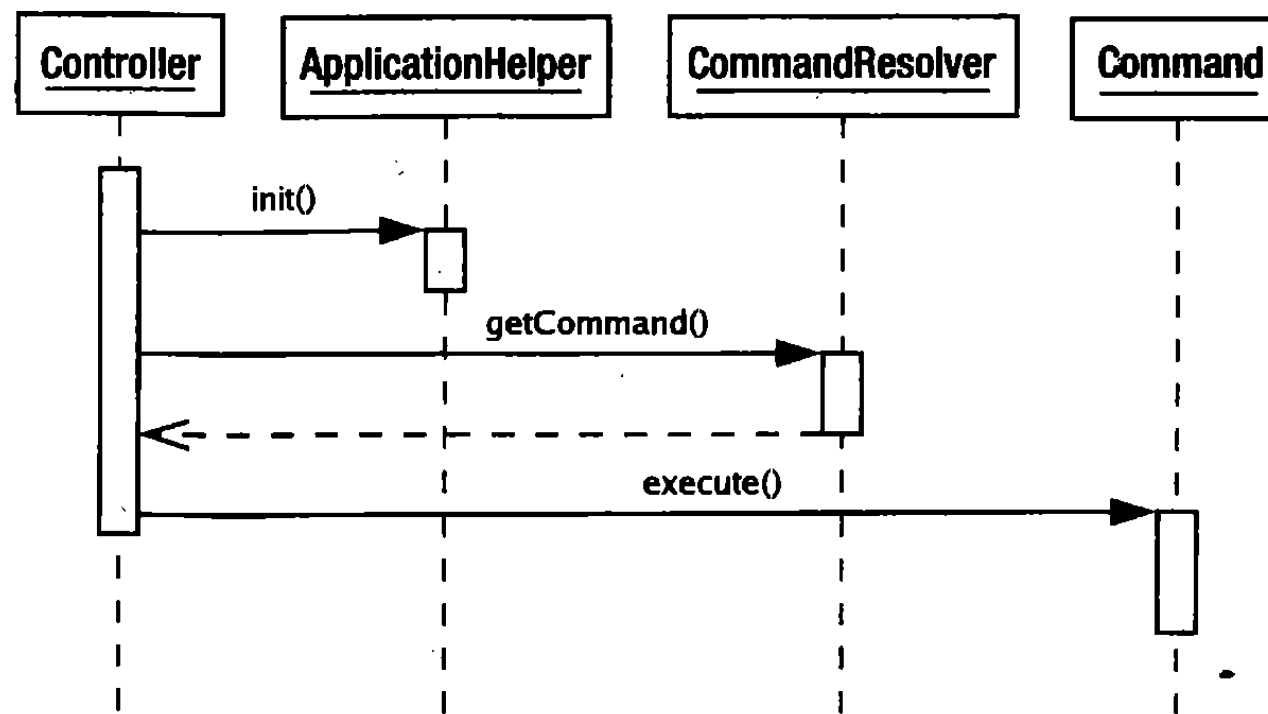 Controller
ApplicationHelper
CommandResolver
Command
init()
getCommand()
execute()